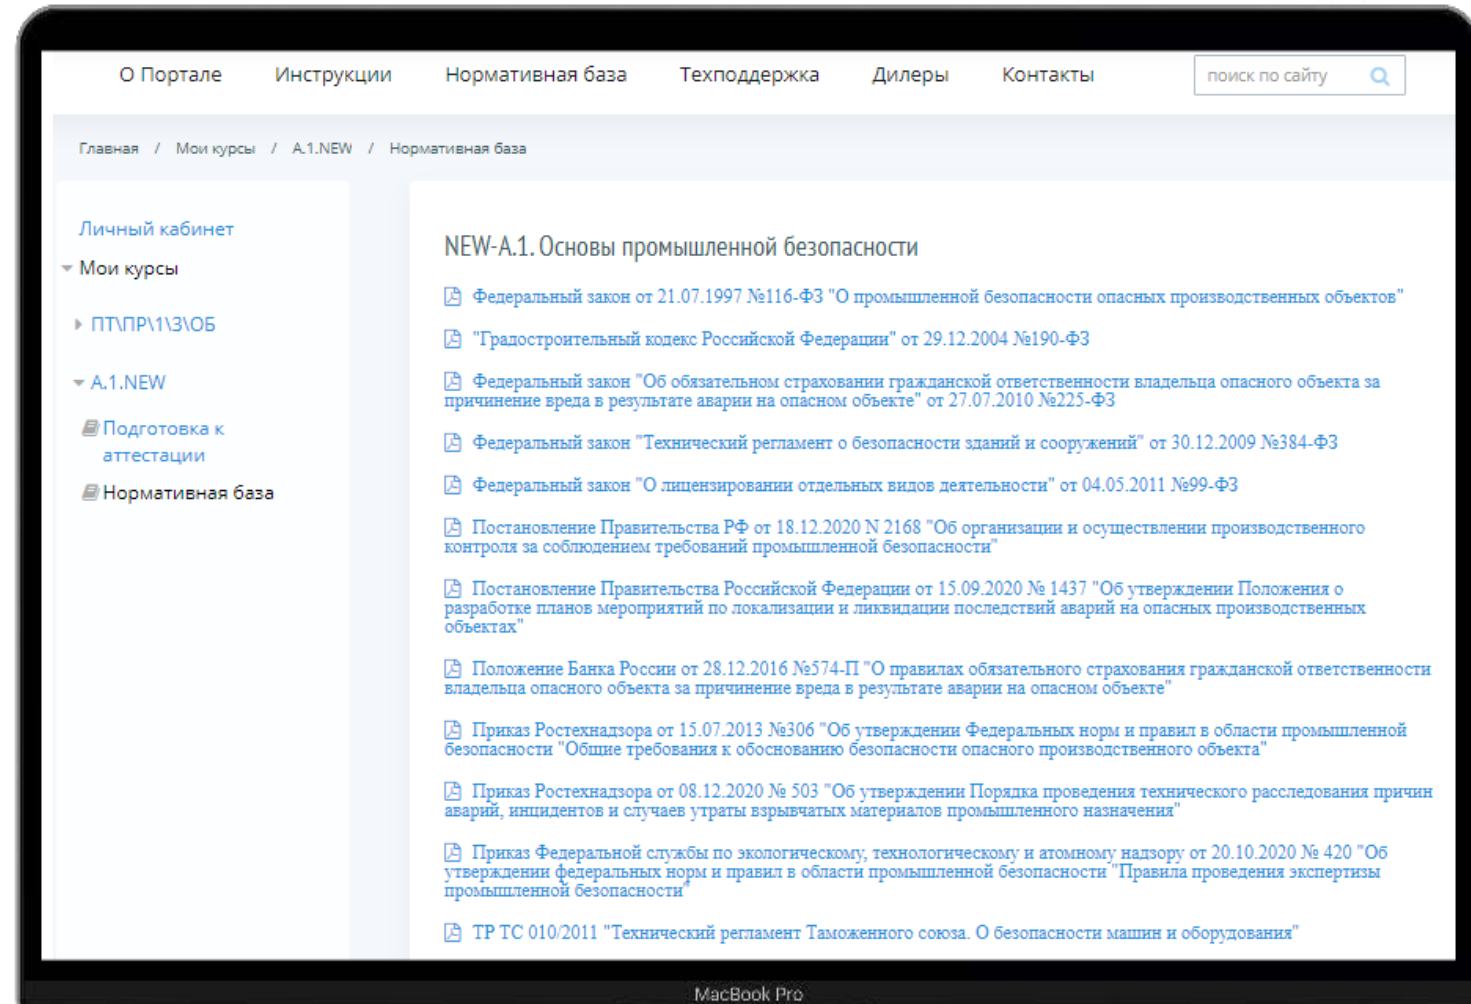 О Портале Инструкции Нормативная база Техподдержка Дилеры Контакты поиск по сайту
Главная / Мои курсы / А.1.NEW / Нормативная база
Личный кабинет
Мои курсы
ПТ\ПР\1\3\ОБ
А.1.NEW
Подготовка к
аттестации
Нормативная база
NEW-А.1. Основы промышленной безопасности
Федеральный закон от 21.07.1997 №116-ФЗ "О промышленной безопасности опасных производственных объектов"
"Градостроительный кодекс Российской Федерации" от 29.12.2004 №190-ФЗ
Федеральный закон "Об обязательном страховании гражданской ответственности владельца опасного объекта за
причинение вреда в результате аварии на опасном объекте" от 27.07.2010 №225-ФЗ
Федеральный закон "Технический регламент о безопасности зданий и сооружений" от 30.12.2009 №384-ФЗ
Федеральный закон "О лицензировании отдельных видов деятельности" от 04.05.2011 №99-ФЗ
Постановление Правительства РФ от 18.12.2020 N 2168 "Об организации и осуществлении производственного
контроля за соблюдением требований промышленной безопасности"
Постановление Правительства Российской Федерации от 15.09.2020 № 1437 "Об утверждении Положения о
разработке планов мероприятий по локализации и ликвидации последствий аварий на опасных производственных
объектах"
Положение Банка России от 28.12.2016 №574-П "О правилах обязательного страхования гражданской ответственности
владельца опасного объекта за причинение вреда в результате аварии на опасном объекте"
Приказ Ростехнадзора от 15.07.2013 №306 "Об утверждении Федеральных норм и правил в области промышленной
безопасности "Общие требования к обоснованию безопасности опасного производственного объекта"
Приказ Ростехнадзора от 08.12.2020 № 503 "Об утверждении Порядка проведения технического расследования причин
аварий, инцидентов и случаев утраты взрывчатых материалов промышленного назначения"
Приказ Федеральной службы по экологическому, технологическому и атомному надзору от 20.10.2020 № 420 "Об
утверждении федеральных норм и правил в области промышленной безопасности "Правила проведения экспертизы
промышленной безопасности"
ТР ТС 010/2011 "Технический регламент Таможенного союза. О безопасности машин и оборудования"
MacBook Pro